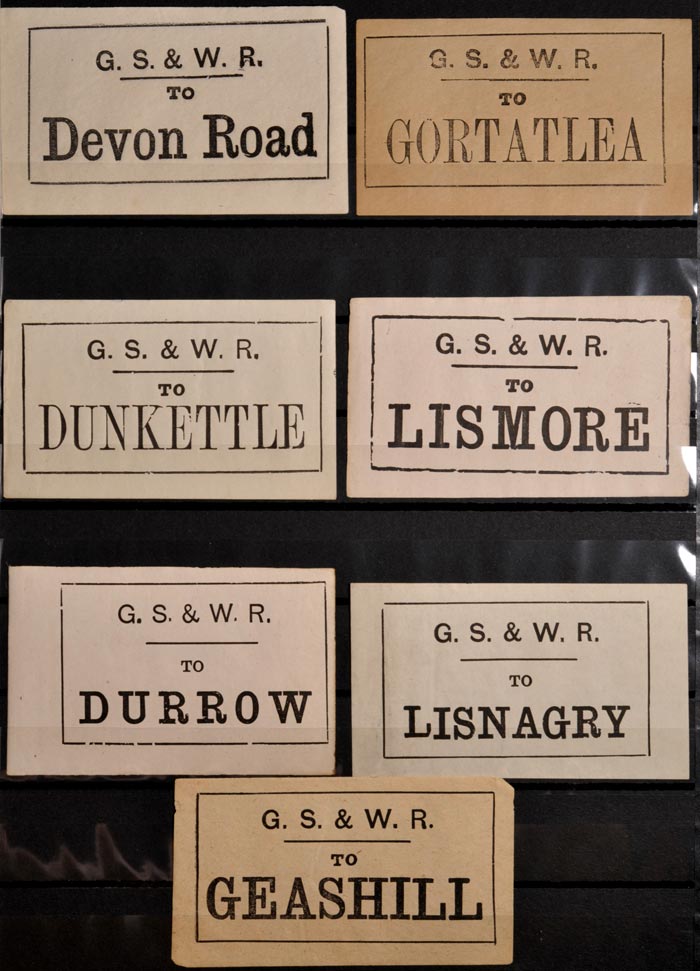 G. S. & W. R.
TO
Devon Road
G. S. & W. R.
TO
GORTATLEA
G. S. & W. R.
TO
DUNKETTLE
G. S. & W. R.
TO
LISMORE
G. S. & W. R.
TO
DURROW
G. S. & W. R.
TO
LISNAGRY
G. S. & W. R.
TO
GEASHILL